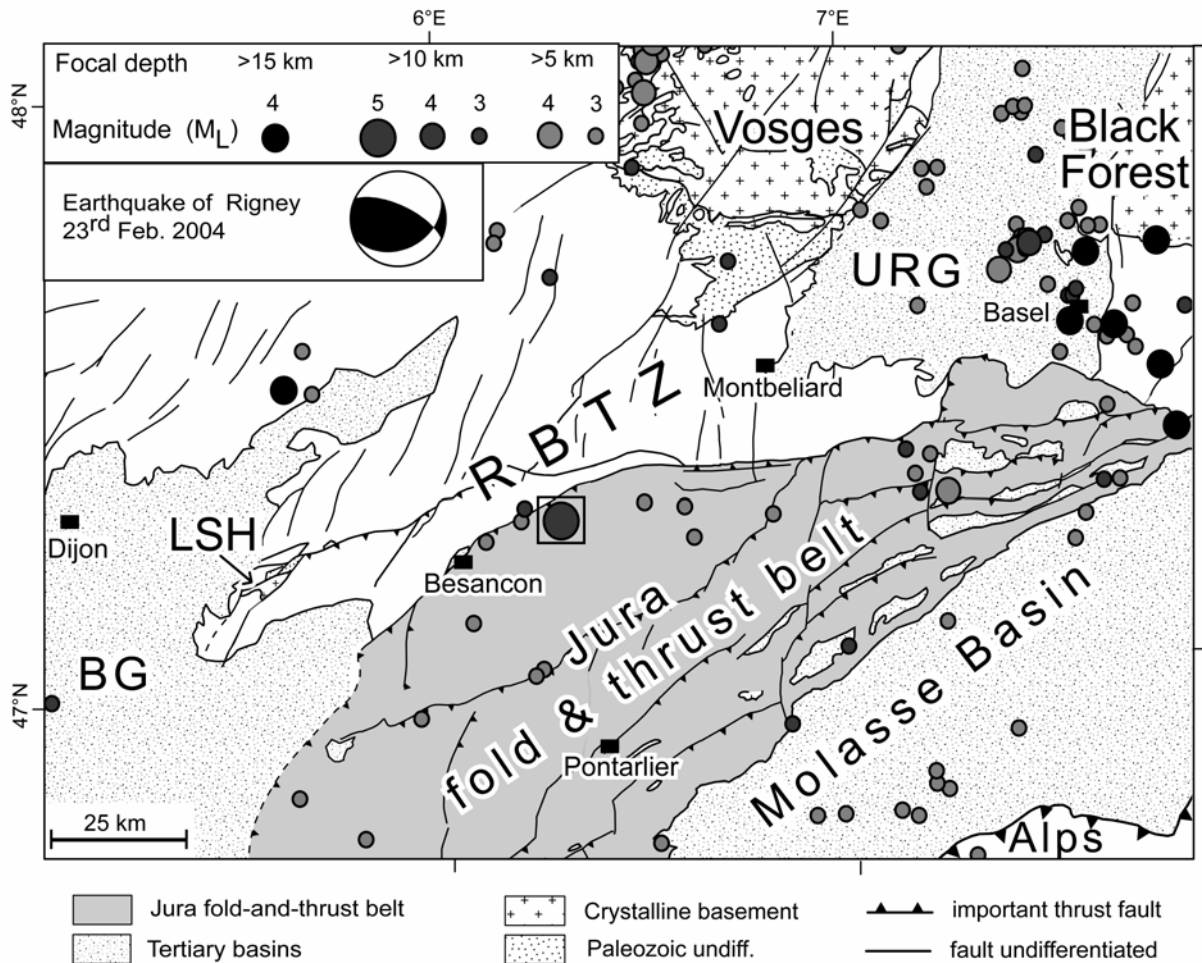 6°E
7°E
48°N
47°N
Focal depth >15 km >10 km >5 km
4 5 4 3 4 3
Magnitude (ML)
Earthquake of Rigney
23rd Feb. 2004
Vosges
Black
Forest
URG
Basel
Montbeliard
RBTZ
LSH
Dijon
Besancon
BG
Jura
fold & thrust belt
Pontarlier
Molasse Basin
Alps
25 km
Jura fold-and-thrust belt
Crystalline basement
important thrust fault
Tertiary basins
Paleozoic undiff.
fault undifferentiated